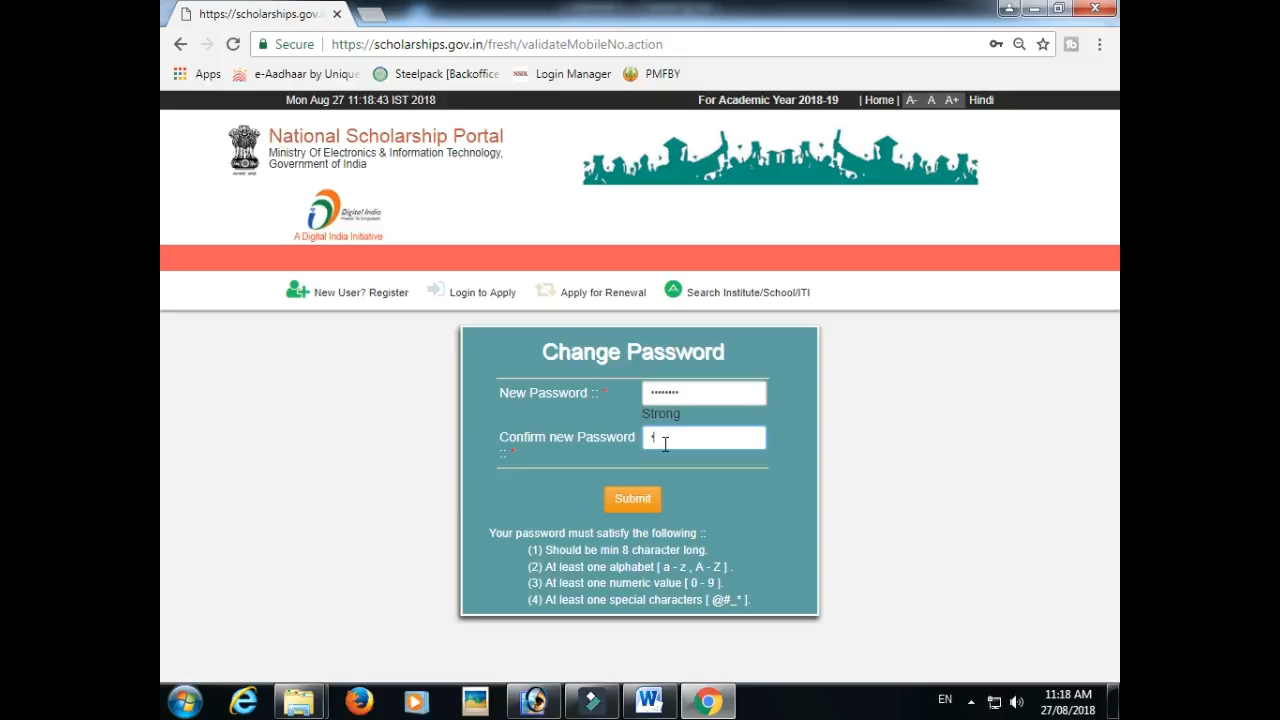 https://scholarships.gov.i
Secure
https://scholarships.gov.in/fresh/validateMobileNo.action
Apps
e-Aadhaar by Unique
Steelpack [Backoffice
NSDL
Login Manager
PMFBY
Mon Aug 27 11:18:43 IST 2018
For Academic Year 2018-19 | Home | A- A A+ Hindi
National Scholarship Portal
Ministry Of Electronics & Information Technology,
Government of India
Digital India
Power To Empower
A Digital India Initiative
New User? Register
Login to Apply
Apply for Renewal
Search Institute/School/ITI
Change Password
New Password :: *
Strong
Confirm new Password
:: *
Submit
Your password must satisfy the following ::
(1) Should be min 8 character long.
(2) At least one alphabet [ a - z , A - Z ] .
(3) At least one numeric value [ 0 - 9 ].
(4) At least one special characters [ @#_* ].
EN
11:18 AM
27/08/2018